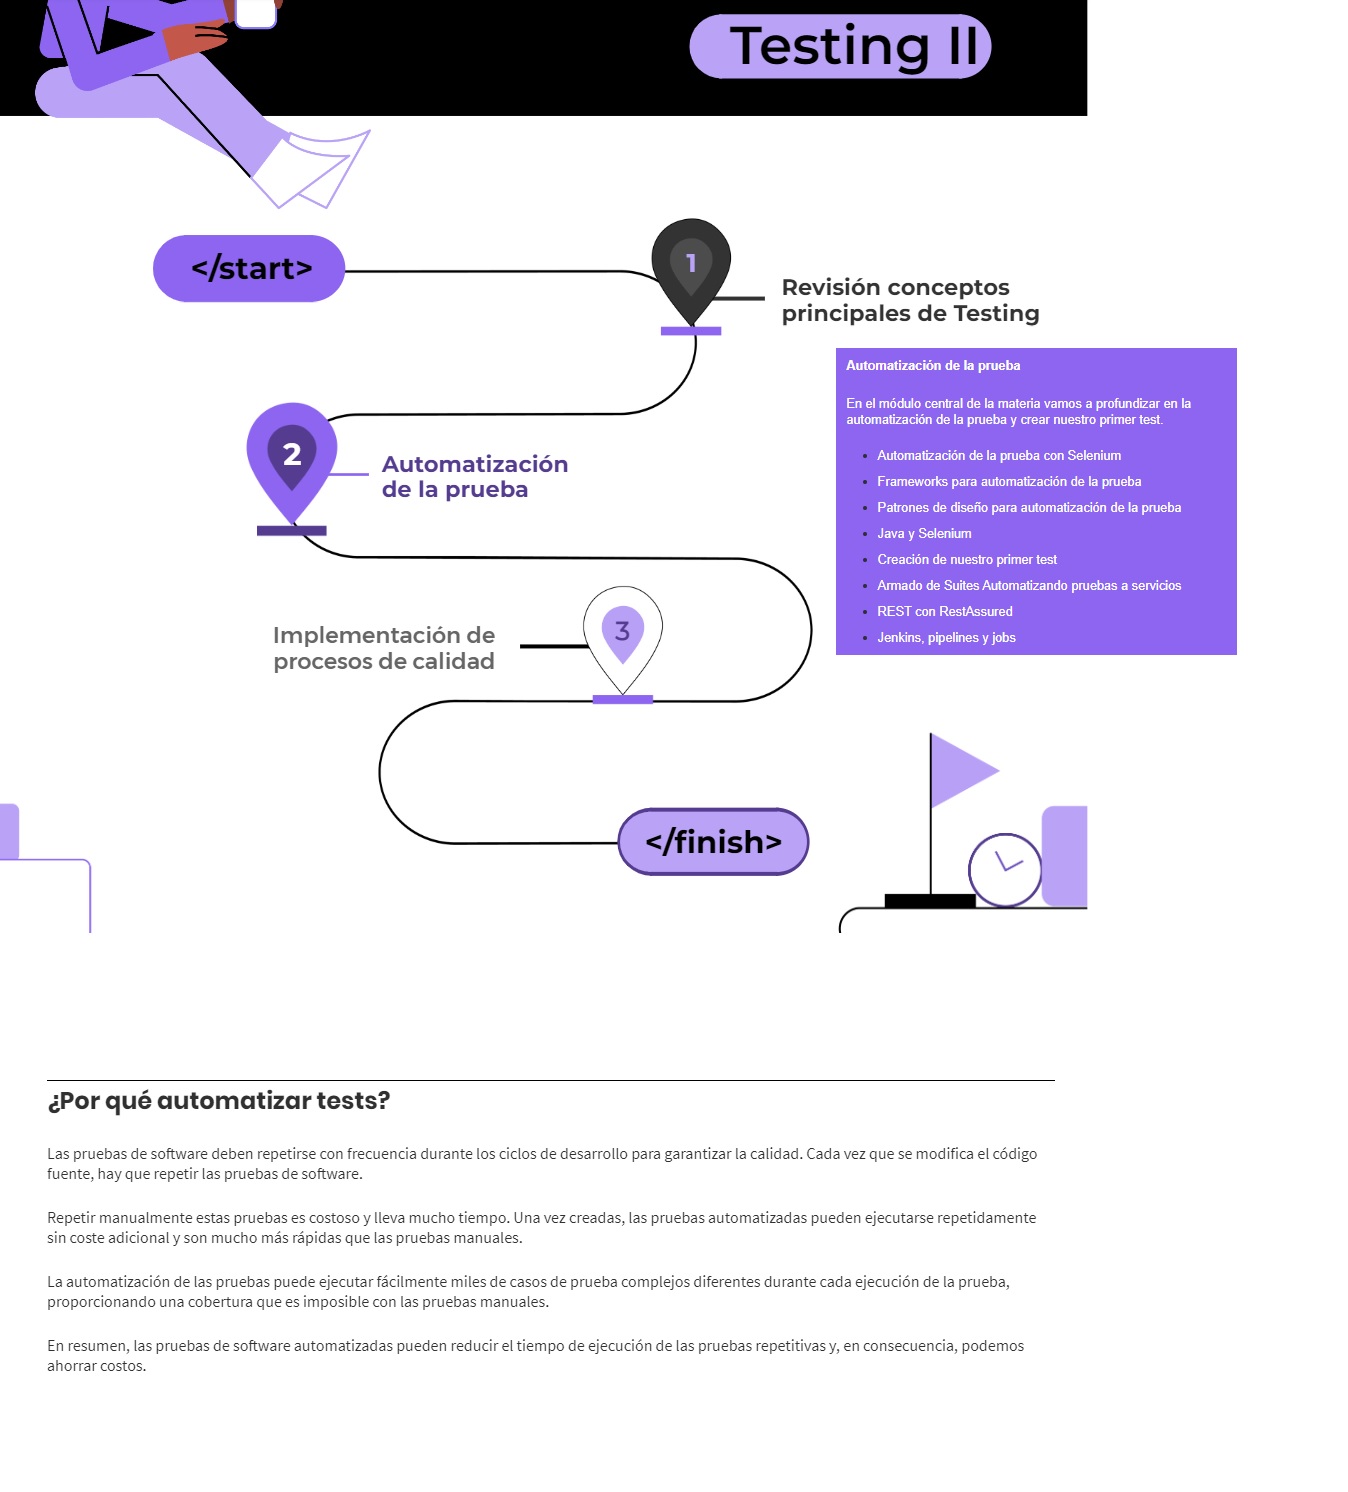 Testing II
</start>
1
Revisión conceptos
principales de Testing
Automatización de la prueba
En el módulo central de la materia vamos a profundizar en la
automatización de la prueba y crear nuestro primer test.
• Automatización de la prueba con Selenium
• Frameworks para automatización de la prueba
• Patrones de diseño para automatización de la prueba
• Java y Selenium
• Creación de nuestro primer test
• Armado de Suites Automatizando pruebas a servicios
• REST con RestAssured
• Jenkins, pipelines y jobs
2
Automatización
de la prueba
3
Implementación de
procesos de calidad
</finish>
¿Por qué automatizar tests?
Las pruebas de software deben repetirse con frecuencia durante los ciclos de desarrollo para garantizar la calidad. Cada vez que se modifica el código
fuente, hay que repetir las pruebas de software.
Repetir manualmente estas pruebas es costoso y lleva mucho tiempo. Una vez creadas, las pruebas automatizadas pueden ejecutarse repetidamente
sin coste adicional y son mucho más rápidas que las pruebas manuales.
La automatización de las pruebas puede ejecutar fácilmente miles de casos de prueba complejos diferentes durante cada ejecución de la prueba,
proporcionando una cobertura que es imposible con las pruebas manuales.
En resumen, las pruebas de software automatizadas pueden reducir el tiempo de ejecución de las pruebas repetitivas y, en consecuencia, podemos
ahorrar costos.